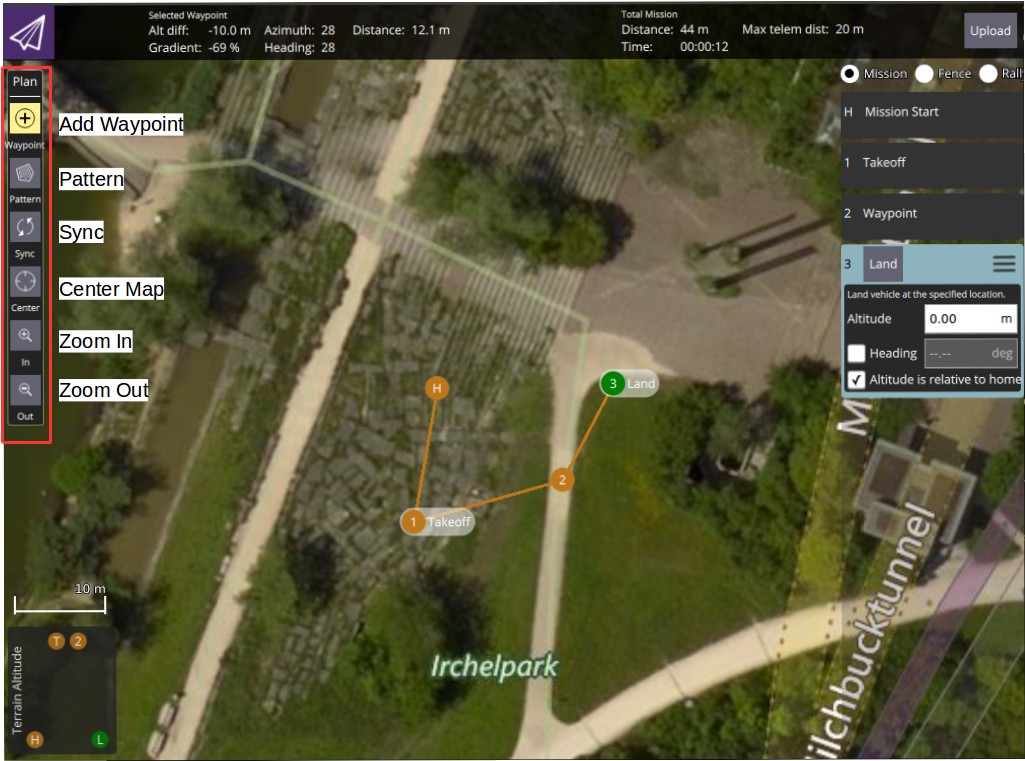 Selected Waypoint
Alt diff: -10.0 m Azimuth: 28 Distance: 12.1 m
Gradient: -69 % Heading: 28
Total Mission
Distance: 44 m Max telem dist: 20 m
Time: 00:00:12
Upload
Plan
Waypoint
Pattern
Sync
Center
In
Out
Add Waypoint
Pattern
Sync
Center Map
Zoom In
Zoom Out
Mission Fence Rall
H Mission Start
1 Takeoff
2 Waypoint
3 Land
Land vehicle at the specified location.
Altitude 0.00 m
Heading --.-- deg
Altitude is relative to home
H
3 Land
2
1 Takeoff
10 m
Terrain Altitude
T 2
H L
Irchelpark
M
ilchbucktunnel